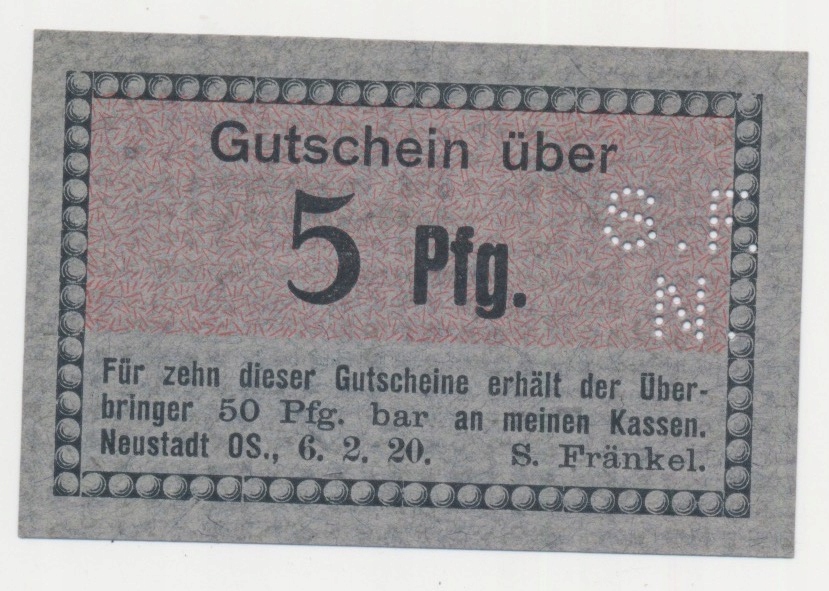 Gutschein über
5 Pfg.
S.F.
N.
Für zehn dieser Gutscheine erhält der Über-
bringer 50 Pfg. bar an meinen Kassen.
Neustadt OS., 6. 2. 20. S. Fränkel.